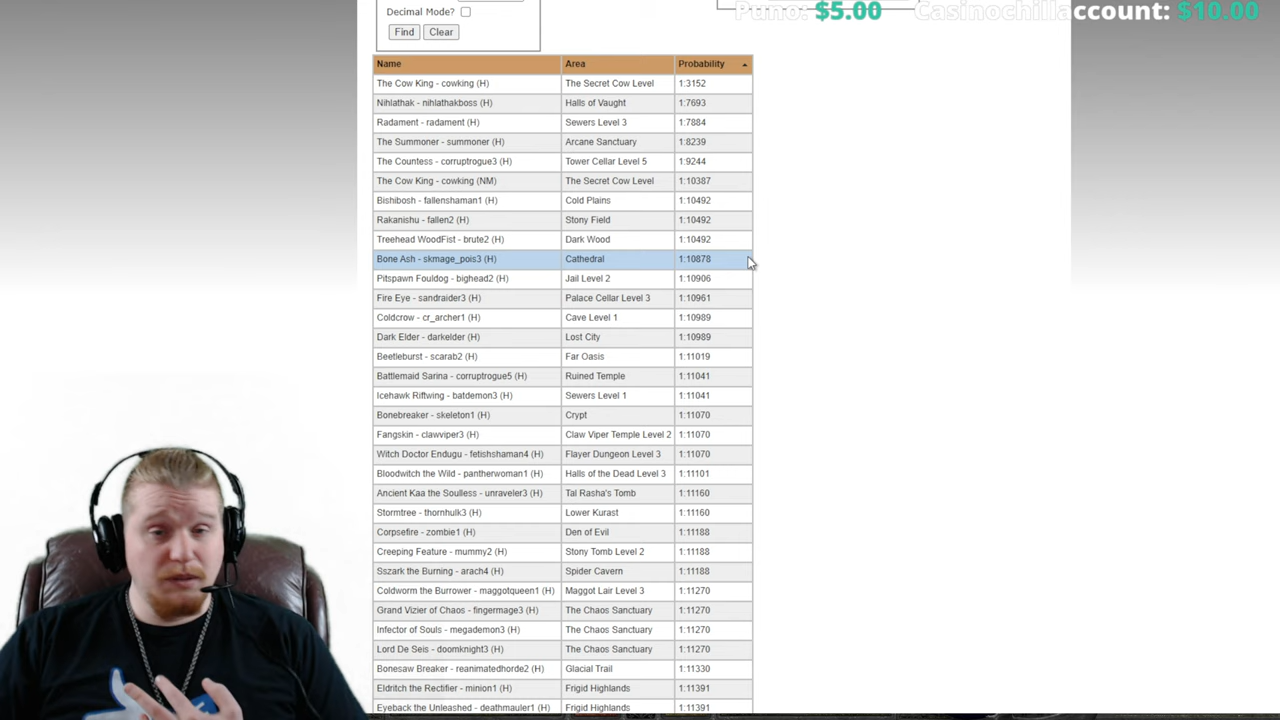 Decimal Mode?
Puno: $5.00 Casinochillaccount: $10.00
Find Clear
Name Area Probability
The Cow King - cowking (H) The Secret Cow Level 1:3152
Nihlathak - nihlathakboss (H) Halls of Vaught 1:7693
Radament - radament (H) Sewers Level 3 1:7884
The Summoner - summoner (H) Arcane Sanctuary 1:8239
The Countess - corruptrogue3 (H) Tower Cellar Level 5 1:9244
The Cow King - cowking (NM) The Secret Cow Level 1:10387
Bishibosh - fallenshaman1 (H) Cold Plains 1:10492
Rakanishu - fallen2 (H) Stony Field 1:10492
Treehead WoodFist - brute2 (H) Dark Wood 1:10492
Bone Ash - skmage_pois3 (H) Cathedral 1:10878
Pitspawn Fouldog - bighead2 (H) Jail Level 2 1:10906
Fire Eye - sandraider3 (H) Palace Cellar Level 3 1:10961
Coldcrow - cr_archer1 (H) Cave Level 1 1:10989
Dark Elder - darkelder (H) Lost City 1:10989
Beetleburst - scarab2 (H) Far Oasis 1:11019
Battlemaid Sarina - corruptrogue5 (H) Ruined Temple 1:11041
Icehawk Riftwing - batdemon3 (H) Sewers Level 1 1:11041
Bonebreaker - skeleton1 (H) Crypt 1:11070
Fangskin - clawviper3 (H) Claw Viper Temple Level 2 1:11070
Witch Doctor Endugu - fetishshaman4 (H) Flayer Dungeon Level 3 1:11070
Bloodwitch the Wild - pantherwoman1 (H) Halls of the Dead Level 3 1:11101
Ancient Kaa the Soulless - unraveler3 (H) Tal Rasha's Tomb 1:11160
Stormtree - thornhulk3 (H) Lower Kurast 1:11160
Corpsefire - zombie1 (H) Den of Evil 1:11188
Creeping Feature - mummy2 (H) Stony Tomb Level 2 1:11188
Sszark the Burning - arach4 (H) Spider Cavern 1:11188
Coldworm the Burrower - maggotqueen1 (H) Maggot Lair Level 3 1:11270
Grand Vizier of Chaos - fingermage3 (H) The Chaos Sanctuary 1:11270
Infector of Souls - megademon3 (H) The Chaos Sanctuary 1:11270
Lord De Seis - doomknight3 (H) The Chaos Sanctuary 1:11270
Bonesaw Breaker - reanimatedhorde2 (H) Glacial Trail 1:11330
Eldritch the Rectifier - minion1 (H) Frigid Highlands 1:11391
Eyeback the Unleashed - deathmauler1 (H) Frigid Highlands 1:11391